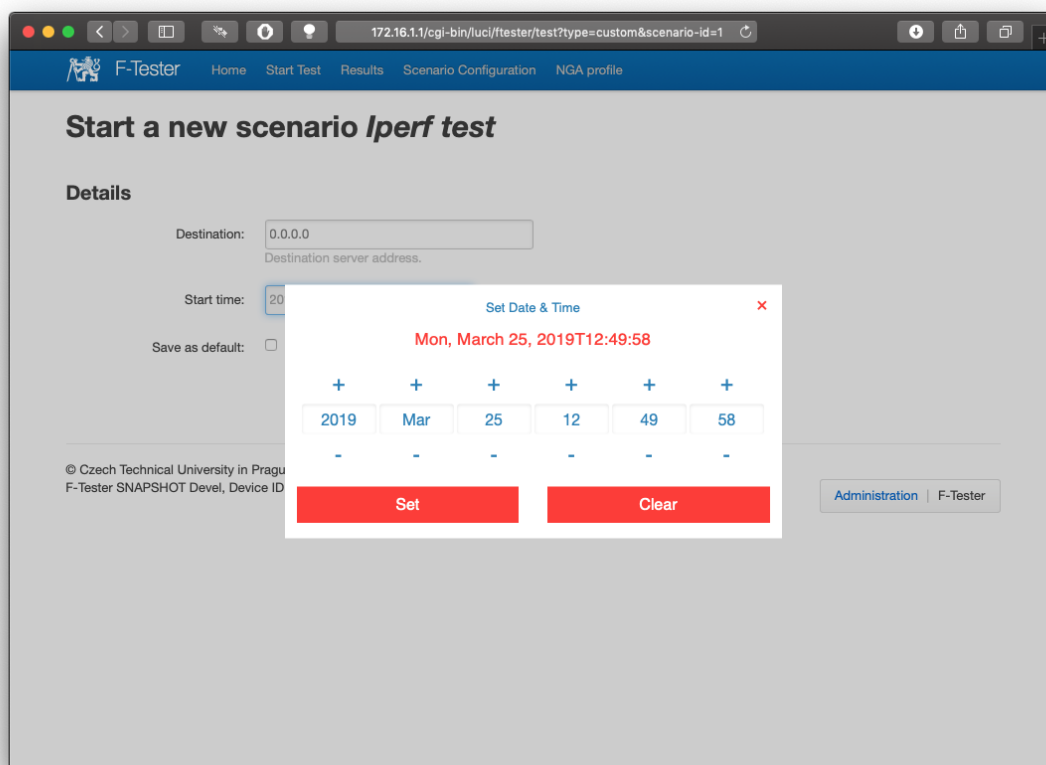 172.16.1.1/cgi-bin/luci/ftester/test?type=custom&scenario-id=1
F-Tester Home Start Test Results Scenario Configuration NGA profile
Start a new scenario Iperf test
Details
Destination: 0.0.0.0
Destination server address.
Start time: 20
Set Date & Time ×
Mon, March 25, 2019T12:49:58
Save as default:
+ + + + + +
2019 Mar 25 12 49 58
- - - - - -
Set Clear
© Czech Technical University in Pragu
F-Tester SNAPSHOT Devel, Device ID
Administration | F-Tester